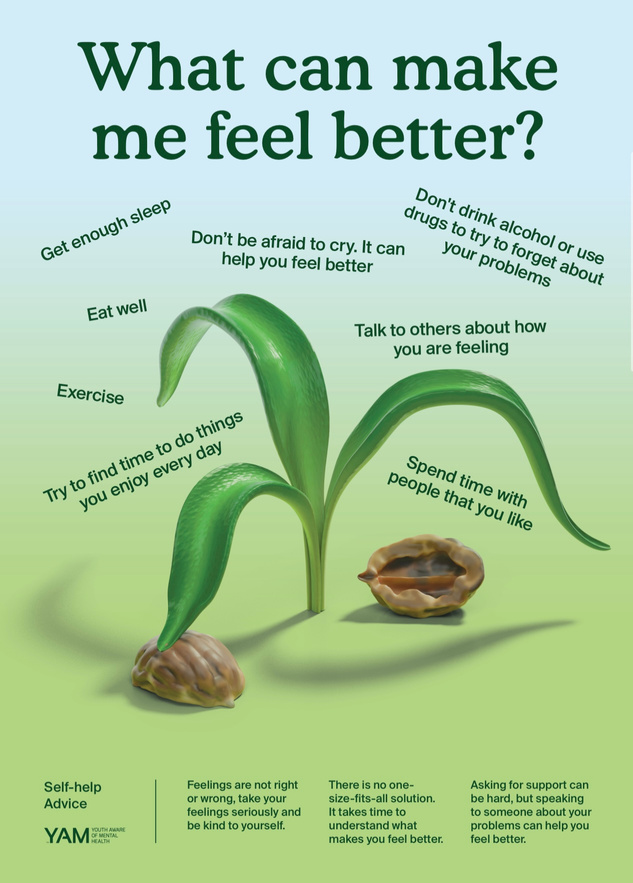 What can make
me feel better?
Get enough sleep
Don't be afraid to cry. It can
help you feel better
Don't drink alcohol or use
drugs to try to forget about
your problems
Eat well
Talk to others about how
you are feeling
Exercise
Try to find time to do things
you enjoy every day
Spend time with
people that you like
Self-help
Advice
YAM
YOUTH AWARE
OF MENTAL
HEALTH
Feelings are not right
or wrong, take your
feelings seriously and
be kind to yourself.
There is no one-
size-fits-all solution.
It takes time to
understand what
makes you feel better.
Asking for support can
be hard, but speaking
to someone about your
problems can help you
feel better.